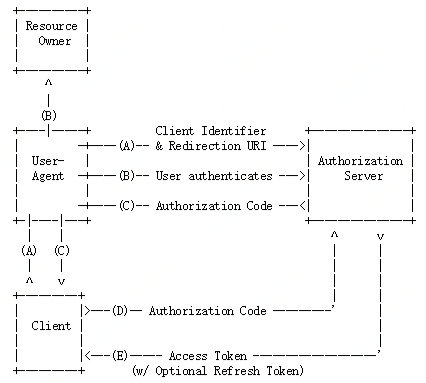 Resource
Owner
(B)
Client Identifier
(A) & Redirection URI
User-
Agent
(B) User authenticates
Authorization
Server
(C) Authorization Code
(A) (C)
(D) Authorization Code
Client
(E) Access Token
(w/ Optional Refresh Token)